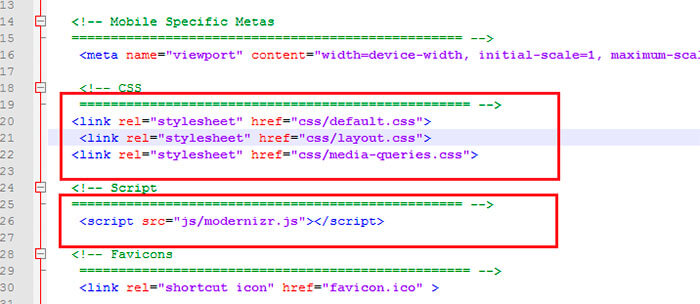 13
14 <!-- Mobile Specific Metas
15 ================================================== -->
16 <meta name="viewport" content="width=device-width, initial-scale=1, maximum-scal
17
18 <!-- CSS
19 ================================================== -->
20 <link rel="stylesheet" href="css/default.css">
21 <link rel="stylesheet" href="css/layout.css">
22 <link rel="stylesheet" href="css/media-queries.css">
23
24 <!-- Script
25 ================================================== -->
26 <script src="js/modernizr.js"></script>
27
28 <!-- Favicons
29 ================================================== -->
30 <link rel="shortcut icon" href="favicon.ico" >